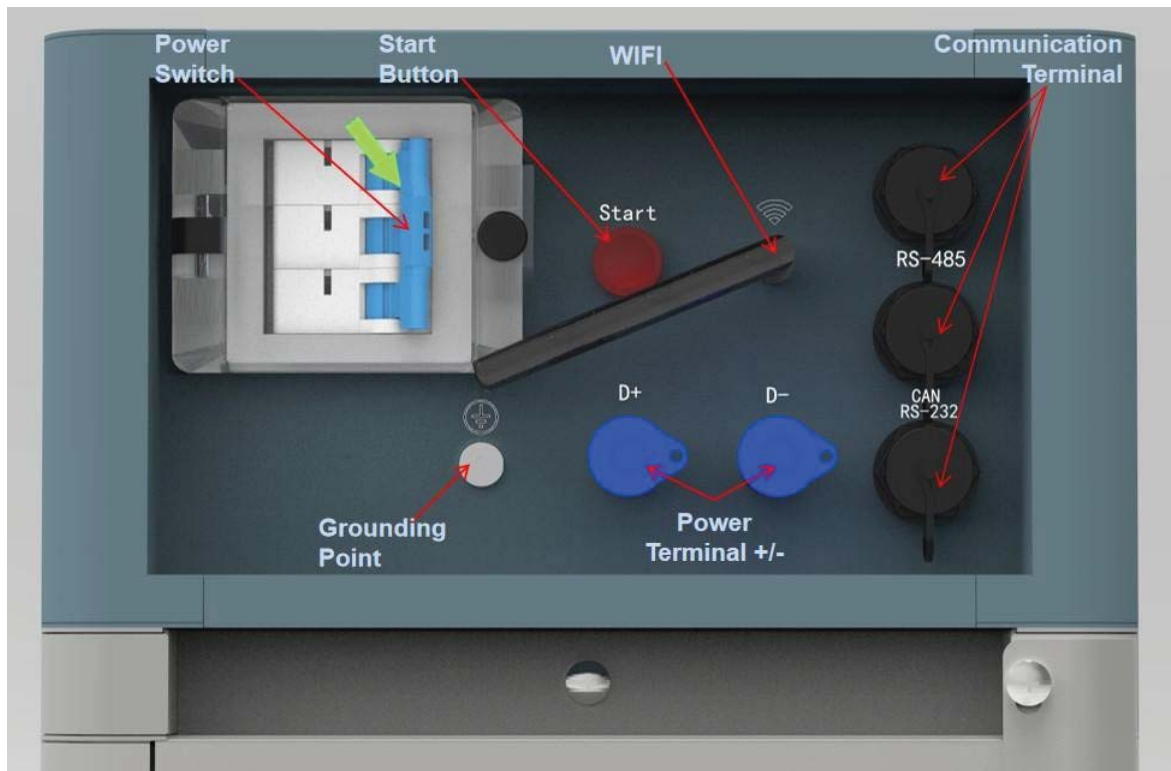 Power
Switch
Start
Button
WIFI
Communication
Terminal
Start
RS-485
D+
D-
CAN
RS-232
Grounding
Point
Power
Terminal +/-